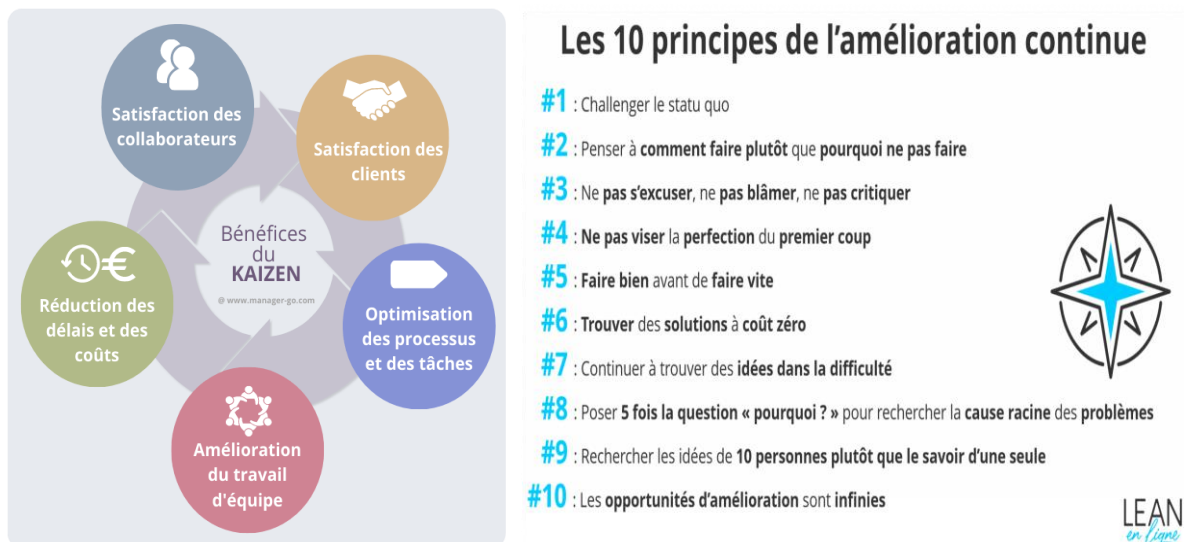 Satisfaction des
collaborateurs
Satisfaction des
clients
Optimisation
des processus
et des tâches
Amélioration
du travail
d'équipe
Réduction des
délais et des
coûts
Bénéfices
du
KAIZEN
@ www.manager-go.com
Les 10 principes de l'amélioration continue
#1 : Challenger le statu quo
#2 : Penser à comment faire plutôt que pourquoi ne pas faire
#3 : Ne pas s'excuser, ne pas blâmer, ne pas critiquer
#4 : Ne pas viser la perfection du premier coup
#5 : Faire bien avant de faire vite
#6 : Trouver des solutions à coût zéro
#7 : Continuer à trouver des idées dans la difficulté
#8 : Poser 5 fois la question « pourquoi ? » pour rechercher la cause racine des problèmes
#9 : Rechercher les idées de 10 personnes plutôt que le savoir d'une seule
#10 : Les opportunités d'amélioration sont infinies
LEAN
en ligne